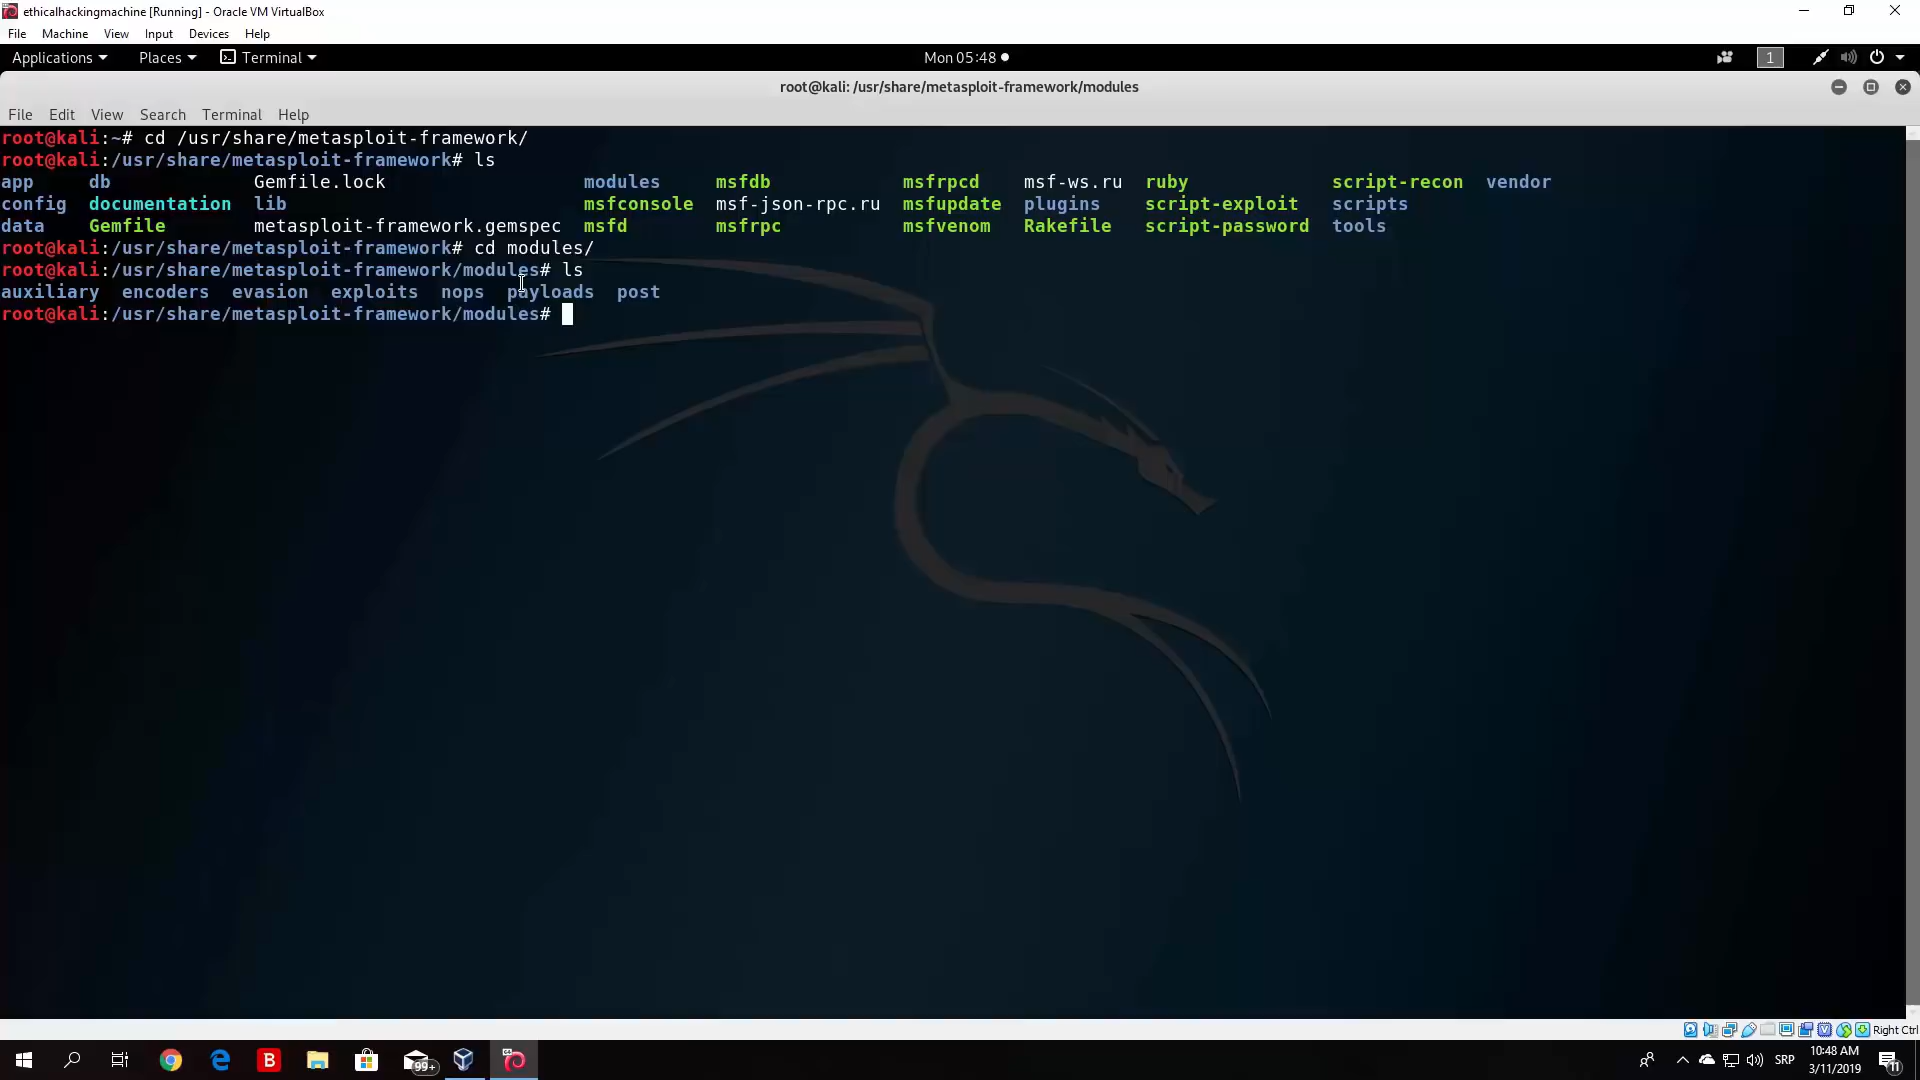 ethicalhackingmachine [Running] - Oracle VM VirtualBox
File Machine View Input Devices Help
Applications Places Terminal Mon 05:48 1
root@kali: /usr/share/metasploit-framework/modules
File Edit View Search Terminal Help
root@kali:~# cd /usr/share/metasploit-framework/
root@kali:/usr/share/metasploit-framework# ls
app db Gemfile.lock modules msfdb msfrpcd msf-ws.ru ruby script-recon vendor
config documentation lib msfconsole msf-json-rpc.ru msfupdate plugins script-exploit scripts
data Gemfile metasploit-framework.gemspec msfd msfrpc msfvenom Rakefile script-password tools
root@kali:/usr/share/metasploit-framework# cd modules/
root@kali:/usr/share/metasploit-framework/modules# ls
auxiliary encoders evasion exploits nops payloads post
root@kali:/usr/share/metasploit-framework/modules#
Right Ctrl
B 99+ SRP 10:48 AM
3/11/2019 11